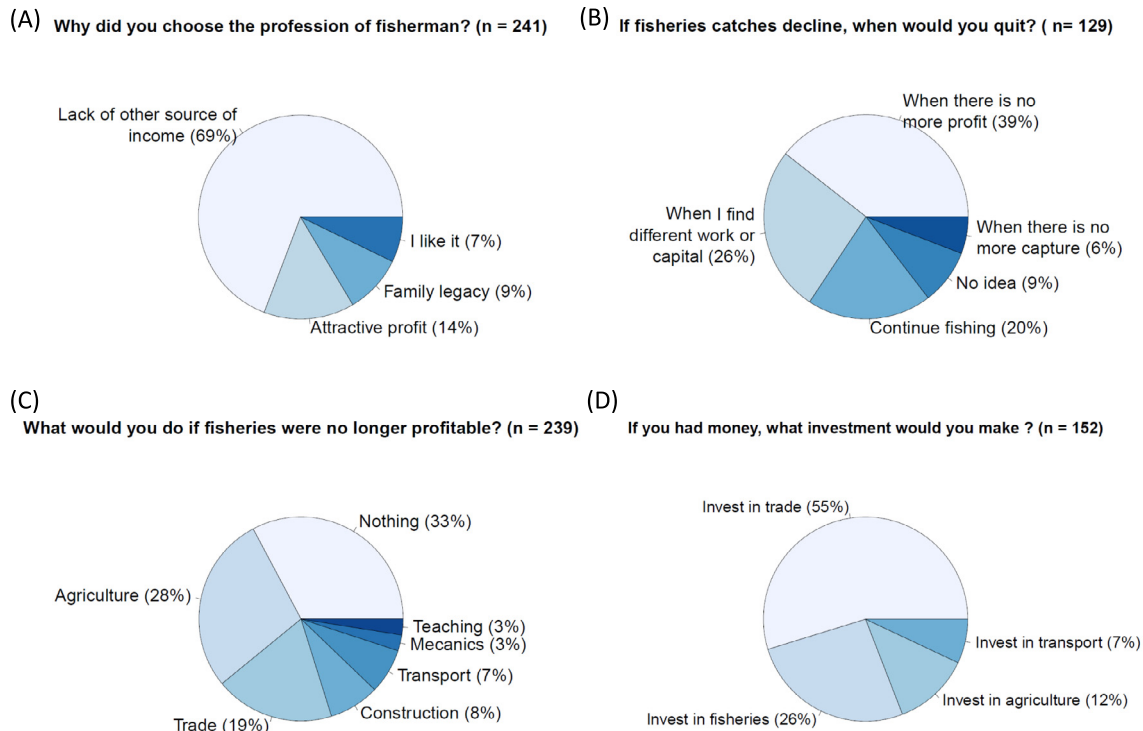 (A) Why did you choose the profession of fisherman? (n = 241)
Lack of other source of
income (69%)
I like it (7%)
Family legacy (9%)
Attractive profit (14%)
(B) If fisheries catches decline, when would you quit? ( n= 129)
When there is no
more profit (39%)
When I find
different work or
capital (26%)
When there is no
more capture (6%)
No idea (9%)
Continue fishing (20%)
(C)
What would you do if fisheries were no longer profitable? (n = 239)
Nothing (33%)
Agriculture (28%)
Teaching (3%)
Mecanics (3%)
Transport (7%)
Construction (8%)
Trade (19%)
(D)
If you had money, what investment would you make ? (n = 152)
Invest in trade (55%)
Invest in transport (7%)
Invest in agriculture (12%)
Invest in fisheries (26%)